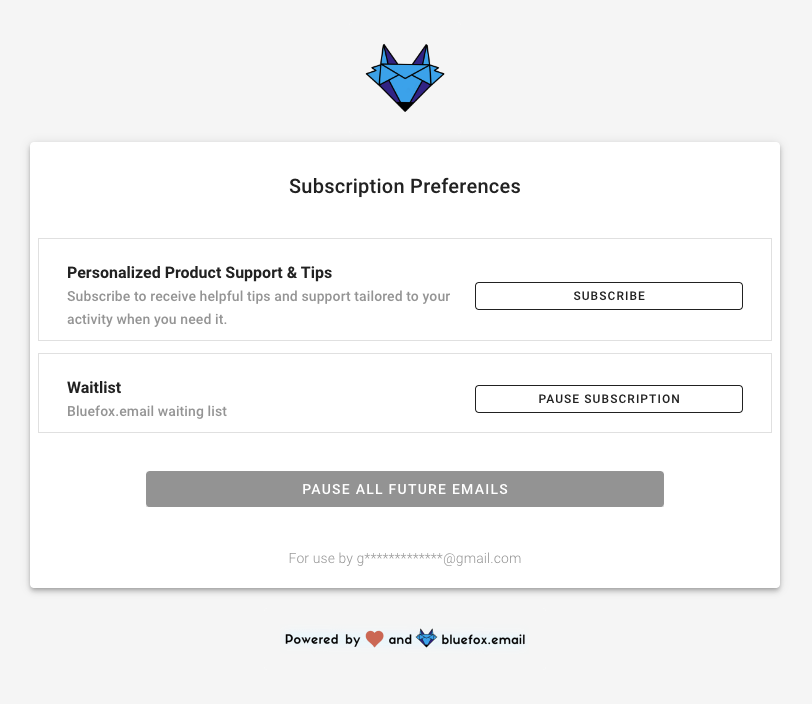 Subscription Preferences
Personalized Product Support & Tips
Subscribe to receive helpful tips and support tailored to your
activity when you need it.
SUBSCRIBE
Waitlist
Bluefox.email waiting list
PAUSE SUBSCRIPTION
PAUSE ALL FUTURE EMAILS
For use by g*************@gmail.com
Powered by and bluefox.email